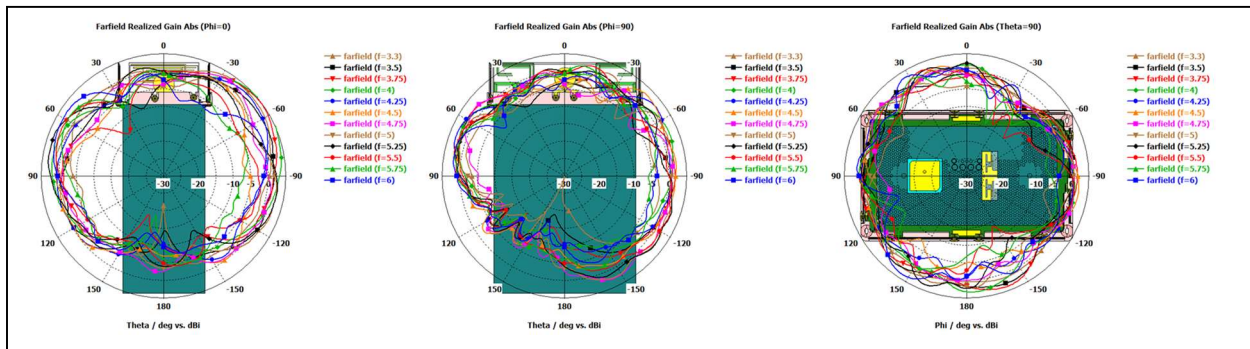 Farfield Realized Gain Abs (Phi=0)
0
30
-30
60
-60
90
-30
-20
-10
0
-90
120
-120
150
-150
180
Theta / deg vs. dBi
farfield (f=3.3)
farfield (f=3.5)
farfield (f=3.75)
farfield (f=4)
farfield (f=4.25)
farfield (f=4.5)
farfield (f=4.75)
farfield (f=5)
farfield (f=5.25)
farfield (f=5.5)
farfield (f=5.75)
farfield (f=6)
Farfield Realized Gain Abs (Phi=90)
0
30
-30
60
-60
90
-30
-20
-10
0
-90
120
-120
150
-150
180
Theta / deg vs. dBi
farfield (f=3.3)
farfield (f=3.5)
farfield (f=3.75)
farfield (f=4)
farfield (f=4.25)
farfield (f=4.5)
farfield (f=4.75)
farfield (f=5)
farfield (f=5.25)
farfield (f=5.5)
farfield (f=5.75)
farfield (f=6)
Farfield Realized Gain Abs (Theta=90)
0
30
-30
60
-60
90
-30
-20
-10
-90
120
-120
150
-150
180
Phi / deg vs. dBi
farfield (f=3.3)
farfield (f=3.5)
farfield (f=3.75)
farfield (f=4)
farfield (f=4.25)
farfield (f=4.5)
farfield (f=4.75)
farfield (f=5)
farfield (f=5.25)
farfield (f=5.5)
farfield (f=5.75)
farfield (f=6)